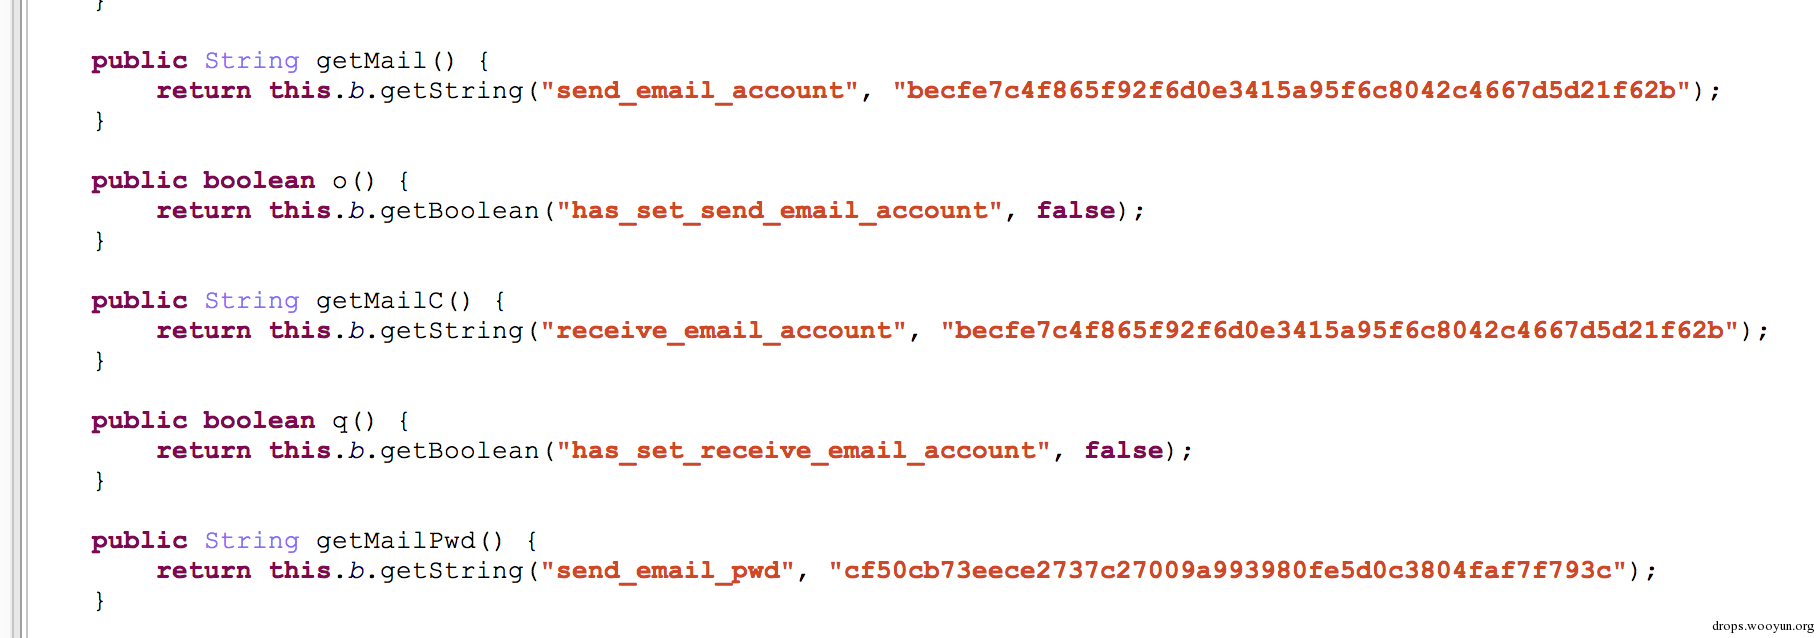 }
public String getMail() {
return this.b.getString("send_email_account", "becfe7c4f865f92f6d0e3415a95f6c8042c4667d5d21f62b");
}
public boolean o() {
return this.b.getBoolean("has_set_send_email_account", false);
}
public String getMailC() {
return this.b.getString("receive_email_account", "becfe7c4f865f92f6d0e3415a95f6c8042c4667d5d21f62b");
}
public boolean q() {
return this.b.getBoolean("has_set_receive_email_account", false);
}
public String getMailPwd() {
return this.b.getString("send_email_pwd", "cf50cb73eece2737c27009a993980fe5d0c3804faf7f793c");
}
drops.wooyun.org